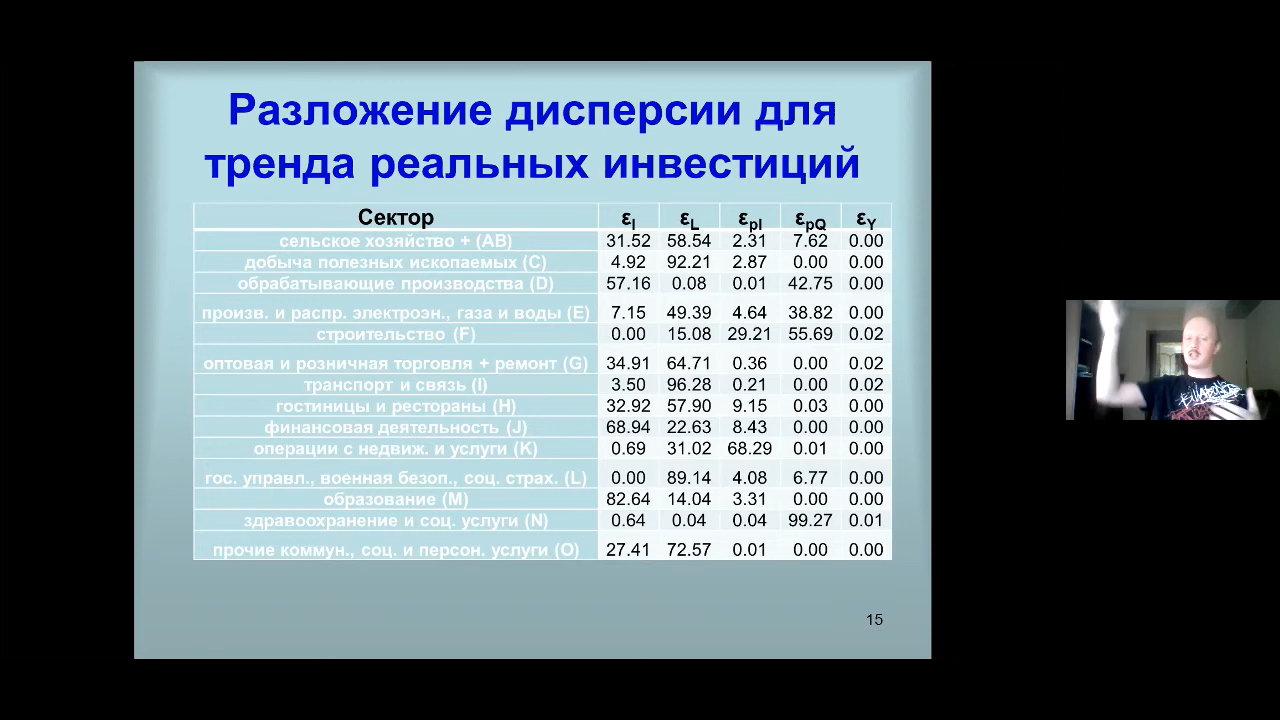 Разложение дисперсии для
тренда реальных инвестиций
Сектор εI εL εpI εpQ εY
сельское хозяйство + (AB) 31.52 58.54 2.31 7.62 0.00
добыча полезных ископаемых (C) 4.92 92.21 2.87 0.00 0.00
обрабатывающие производства (D) 57.16 0.08 0.01 42.75 0.00
произв. и распр. электроэн., газа и воды (E) 7.15 49.39 4.64 38.82 0.00
строительство (F) 0.00 15.08 29.21 55.69 0.02
оптовая и розничная торговля + ремонт (G) 34.91 64.71 0.36 0.00 0.02
транспорт и связь (I) 3.50 96.28 0.21 0.00 0.02
гостиницы и рестораны (H) 32.92 57.90 9.15 0.03 0.00
финансовая деятельность (J) 68.94 22.63 8.43 0.00 0.00
операции с недвиж. и услуги (K) 0.69 31.02 68.29 0.01 0.00
гос. управл., военная безоп., соц. страх. (L) 0.00 89.14 4.08 6.77 0.00
образование (M) 82.64 14.04 3.31 0.00 0.00
здравоохранение и соц. услуги (N) 0.64 0.04 0.04 99.27 0.01
прочие коммун., соц. и персон. услуги (O) 27.41 72.57 0.01 0.00 0.00
15